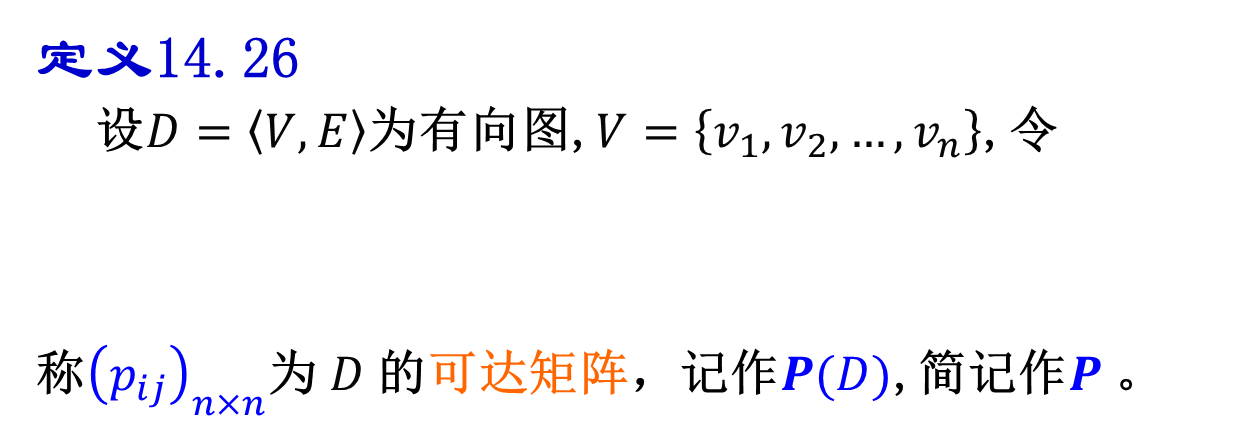 定义14.26
设D = ⟨V, E⟩为有向图, V = {v₁, v₂, …, vₙ}, 令
称(pᵢⱼ)ₙ×ₙ为 D 的可达矩阵，记作P(D), 简记作P 。